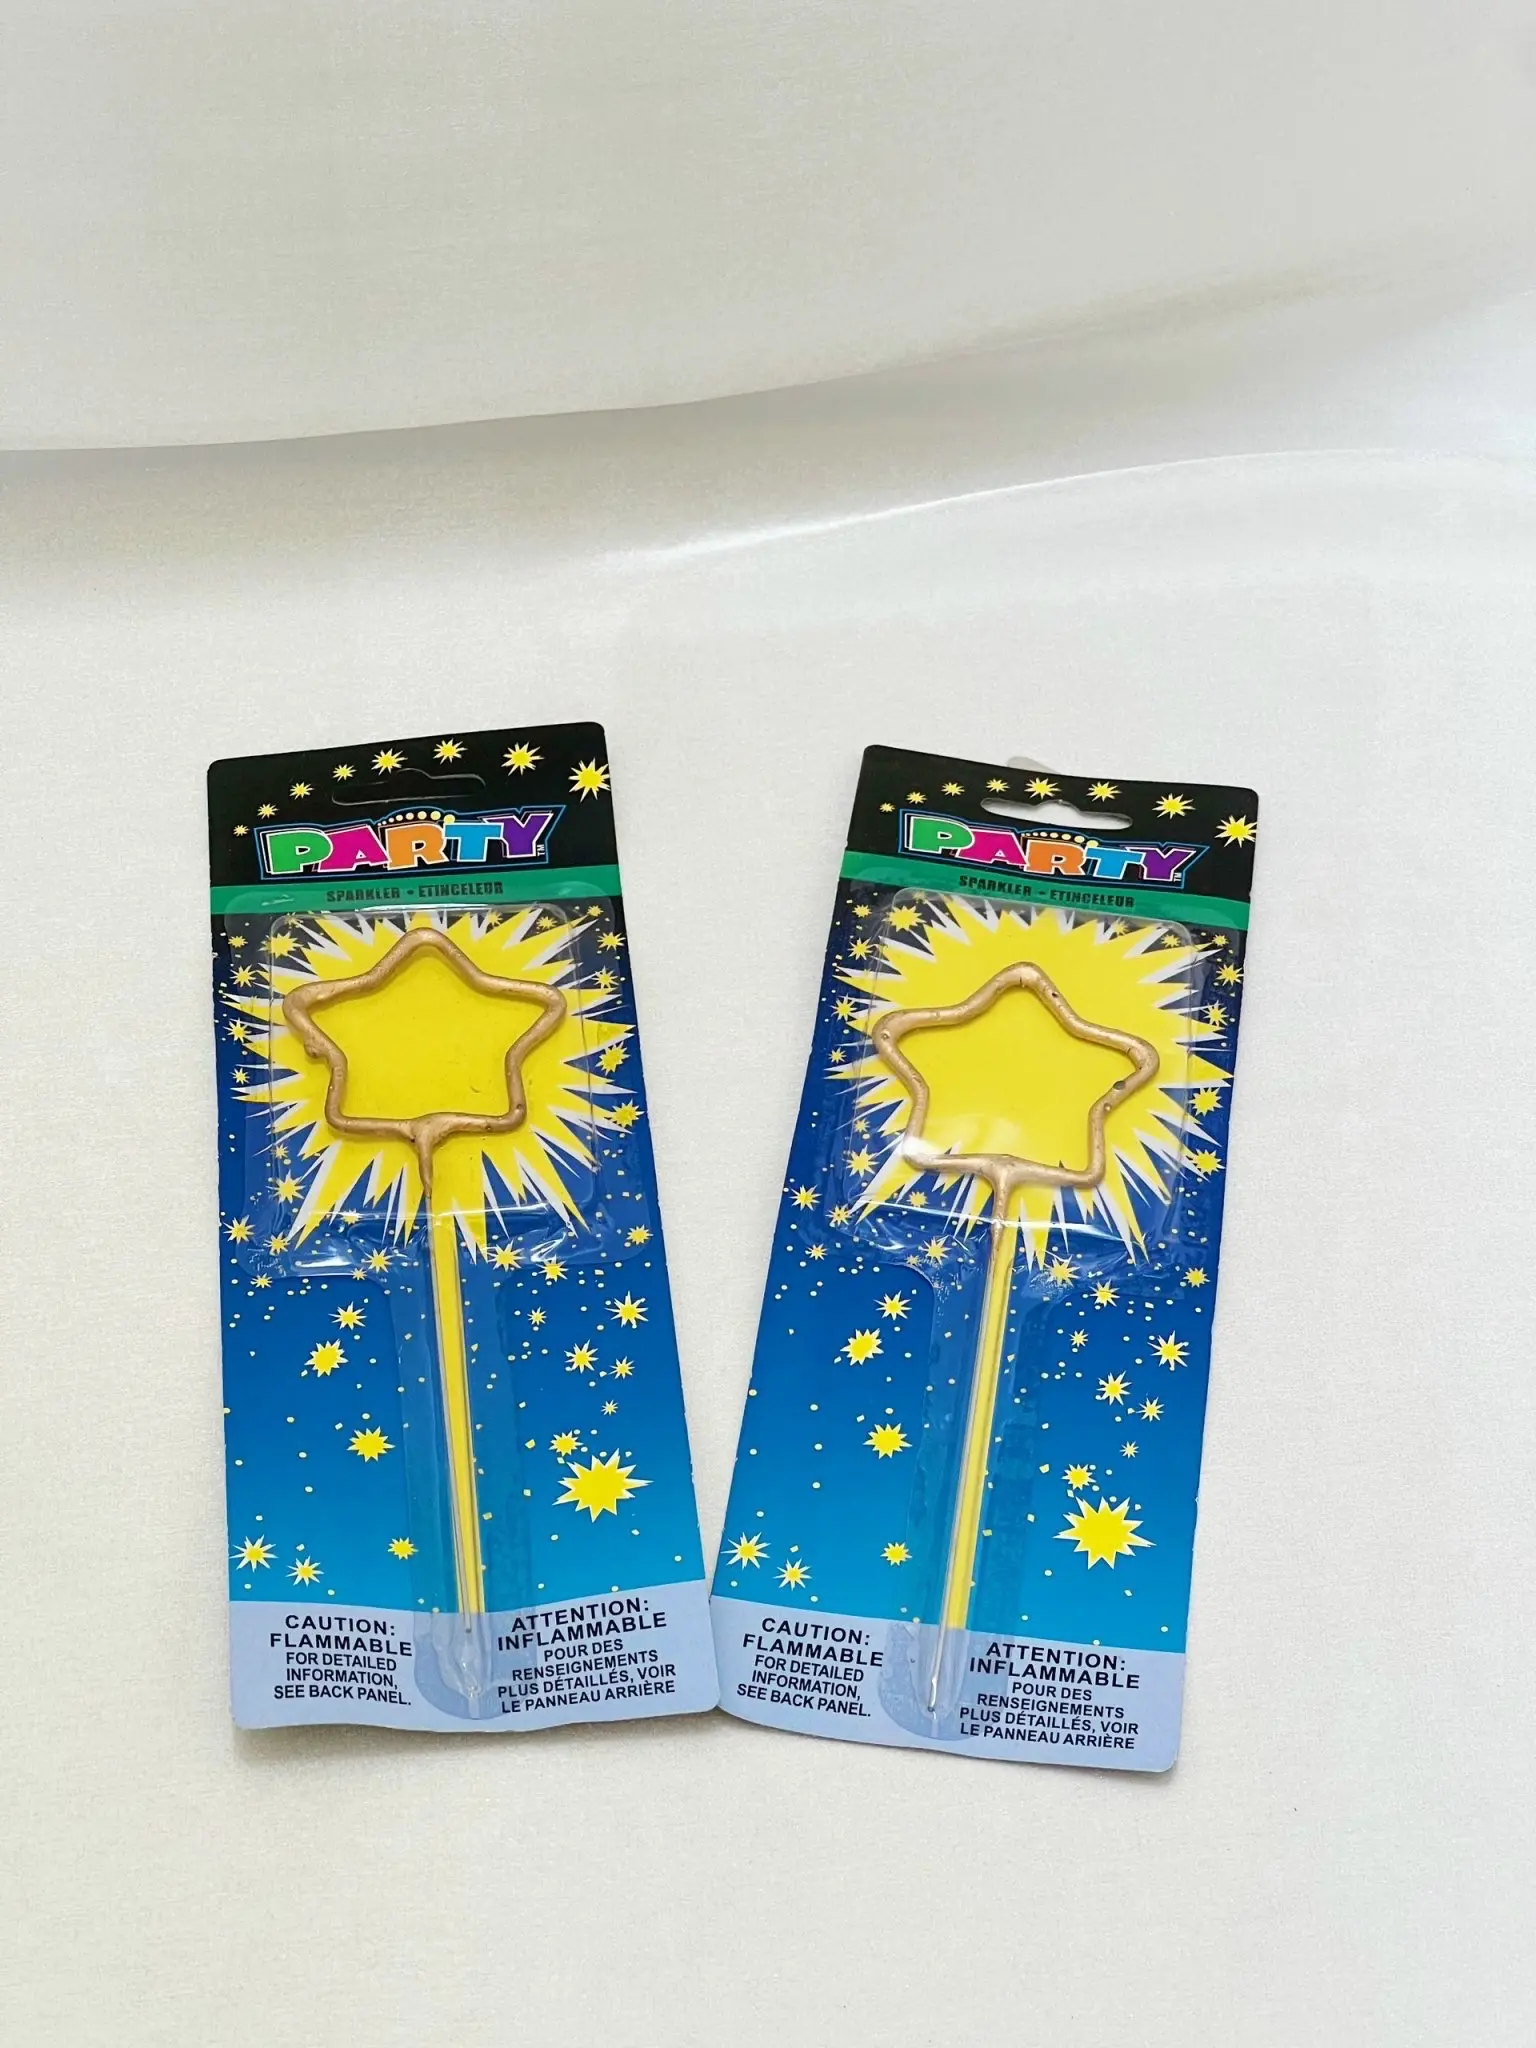 PARTY™
SPARKLER - ETINCELEUR
CAUTION:
FLAMMABLE
FOR DETAILED
INFORMATION,
SEE BACK PANEL.
ATTENTION:
INFLAMMABLE
POUR DES
RENSEIGNEMENTS
PLUS DÉTAILLÉS, VOIR
LE PANNEAU ARRIÈRE
PARTY™
SPARKLER - ETINCELEUR
CAUTION:
FLAMMABLE
FOR DETAILED
INFORMATION,
SEE BACK PANEL.
ATTENTION:
INFLAMMABLE
POUR DES
RENSEIGNEMENTS
PLUS DÉTAILLÉS, VOIR
LE PANNEAU ARRIÈRE